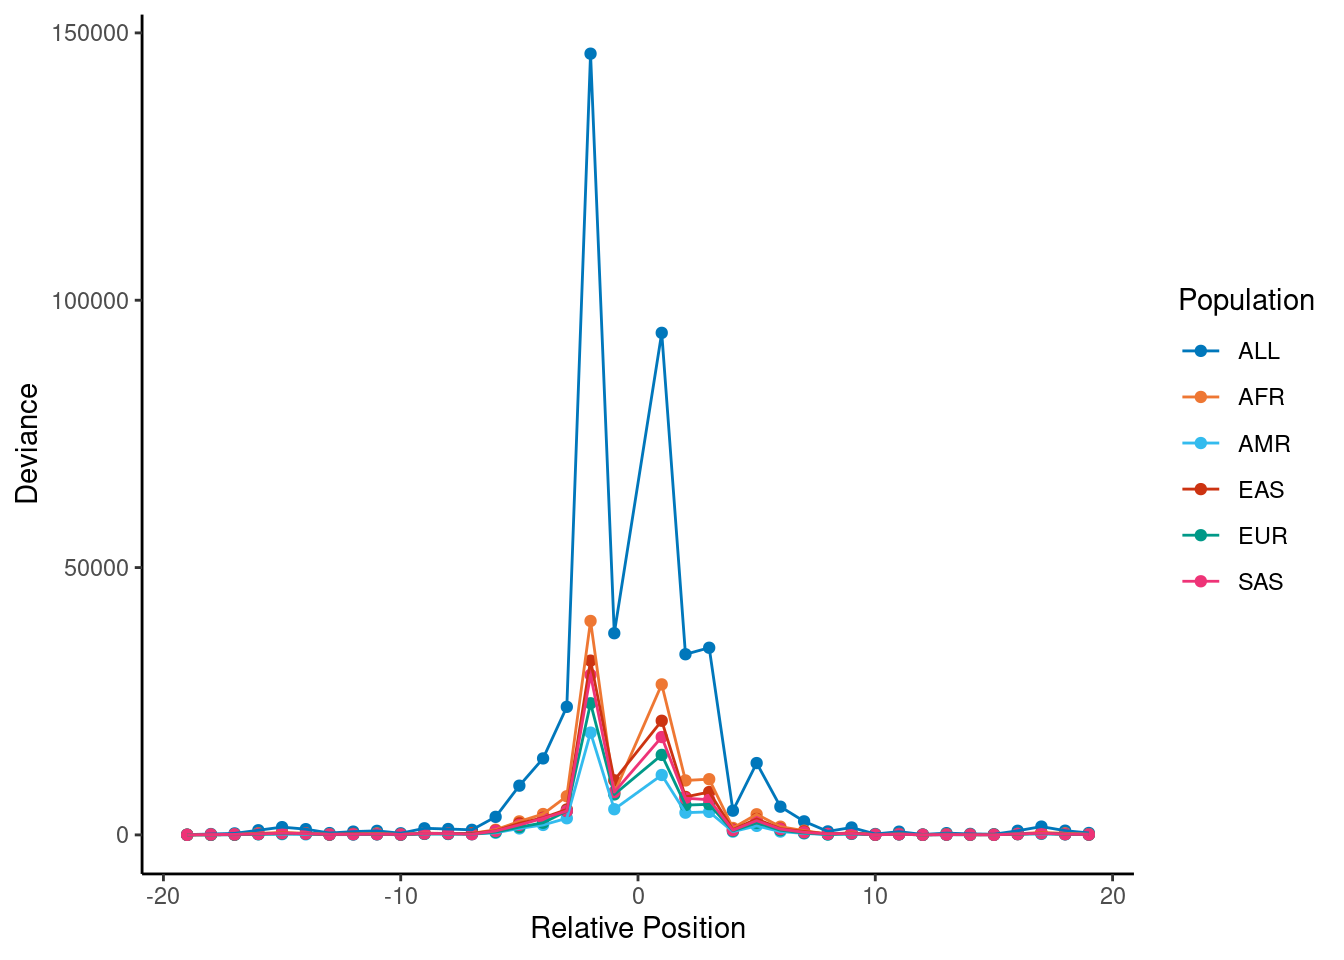 150000
100000
50000
0
Deviance
-20
-10
0
10
20
Relative Position
Population
ALL
AFR
AMR
EAS
EUR
SAS